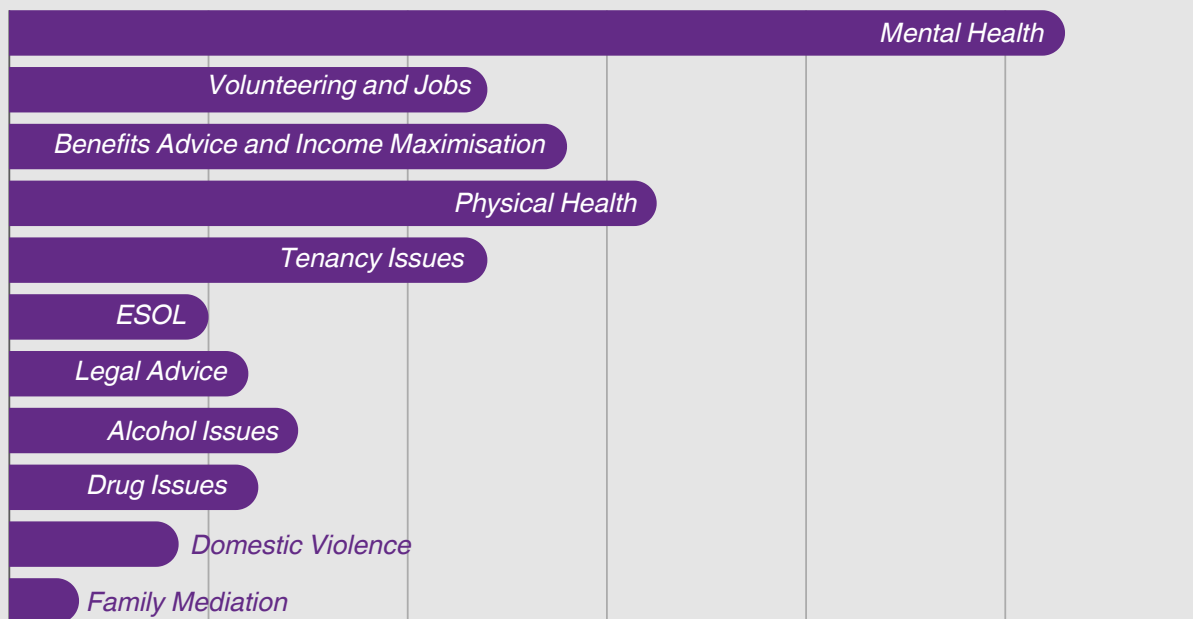 Mental Health
Volunteering and Jobs
Benefits Advice and Income Maximisation
Physical Health
Tenancy Issues
ESOL
Legal Advice
Alcohol Issues
Drug Issues
Domestic Violence
Family Mediation